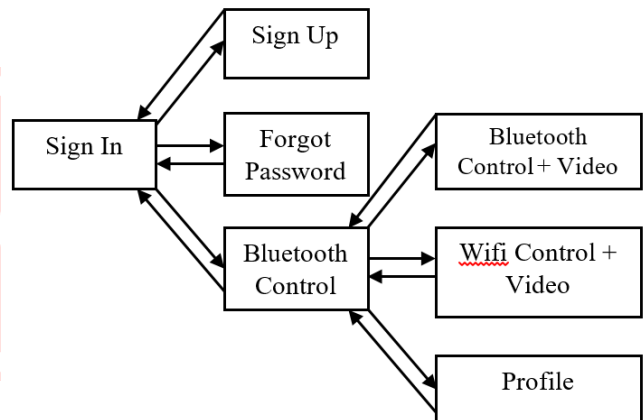 Sign Up
Sign In
Forgot
Password
Bluetooth
Control
Bluetooth
Control + Video
Wifi Control +
Video
Profile